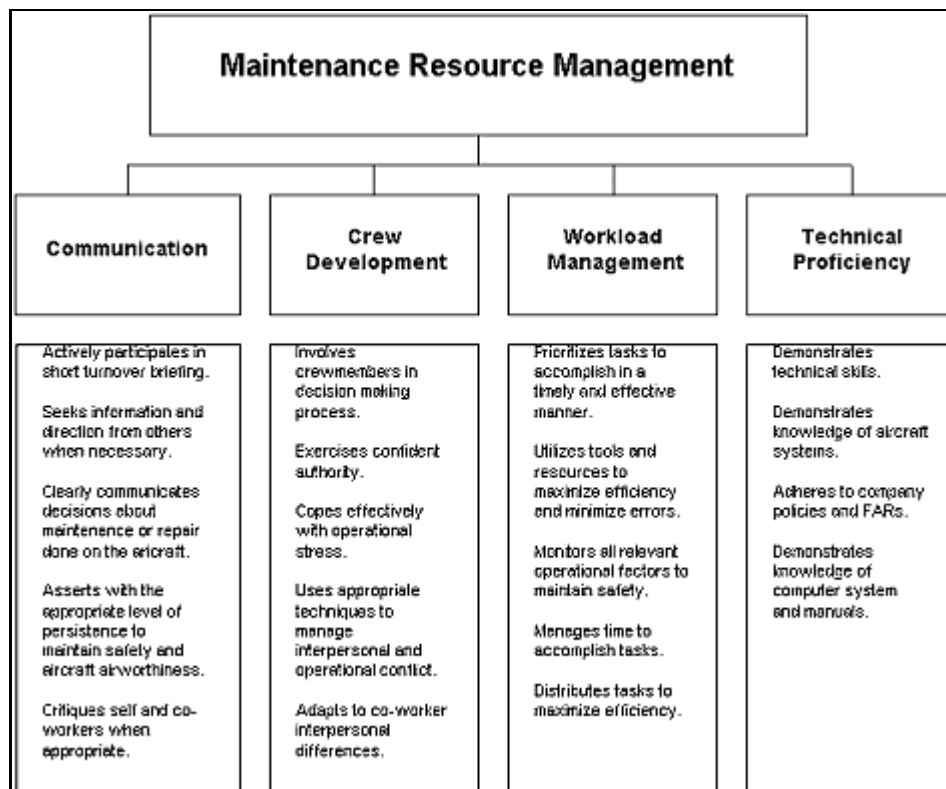 Maintenance Resource Management
Communication
Crew
Development
Workload
Management
Technical
Proficiency
Actively participates in
short turnover briefing.
Seeks information and
direction from others
when necessary.
Clearly communicates
decisions about
maintenance or repair
done on the aircraft.
Asserts with the
appropriate level of
persistence to
maintain safety and
aircraft airworthiness.
Critiques self and co-
workers when
appropriate.
Involves
crewmembers in
decision making
process.
Exercises confident
authority.
Copes effectively
with operational
stress.
Uses appropriate
techniques to
manage
interpersonal and
operational conflict.
Adapts to co-worker
interpersonal
differences.
Prioritizes tasks to
accomplish in a
timely and effective
manner.
Utilizes tools and
resources to
maximize efficiency
and minimize errors.
Monitors all relevant
operational factors to
maintain safety.
Manages time to
accomplish tasks.
Distributes tasks to
maximize efficiency.
Demonstrates
technical skills.
Demonstrates
knowledge of aircraft
systems.
Adheres to company
policies and FARs.
Demonstrates
knowledge of
computer system
and manuals.